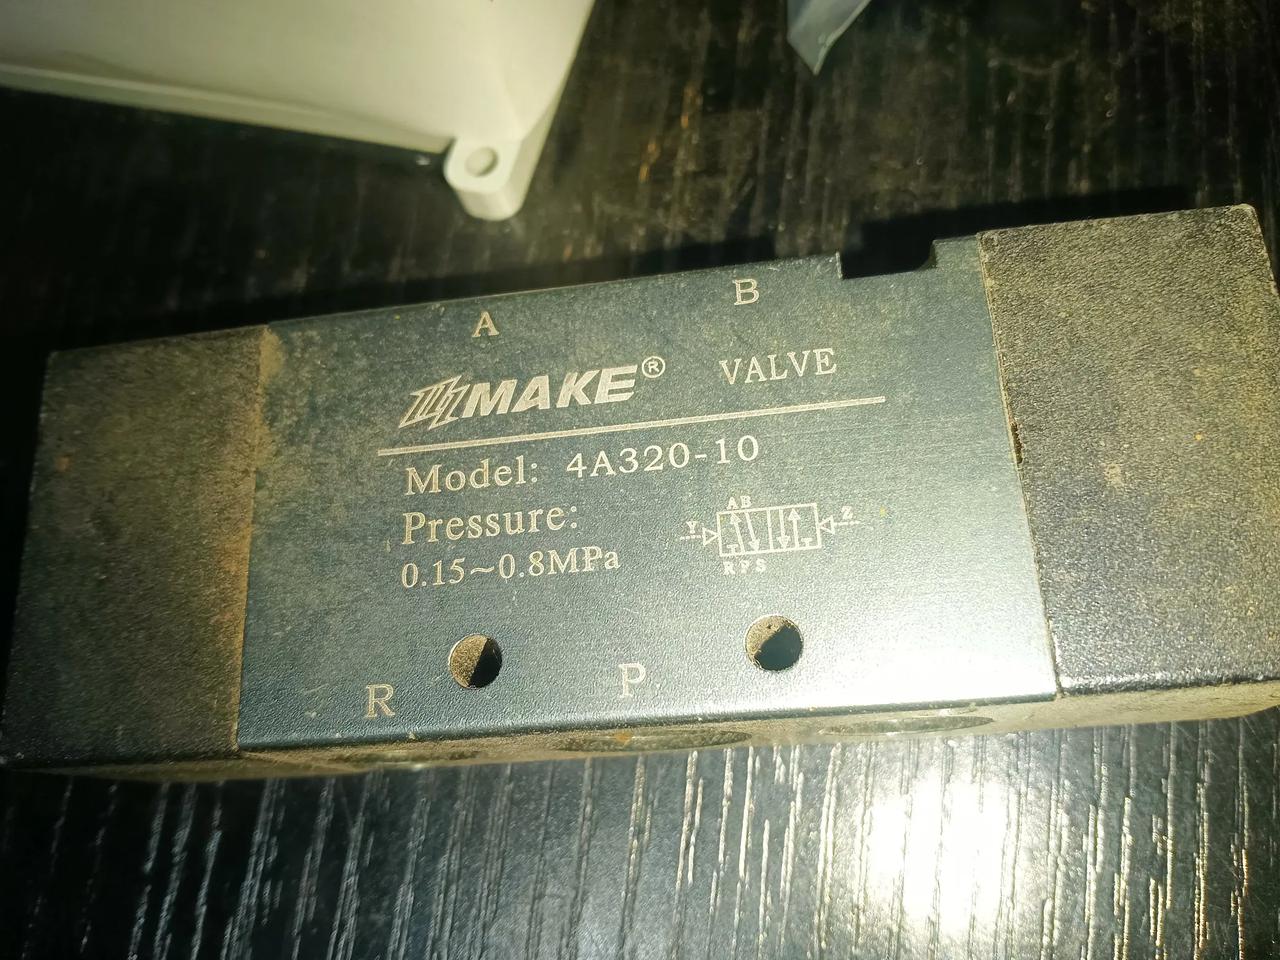 A B
MAKE® VALVE
Model: 4A320-10
Pressure:
0.15~0.8MPa
A B
Y Z
R P S
R P